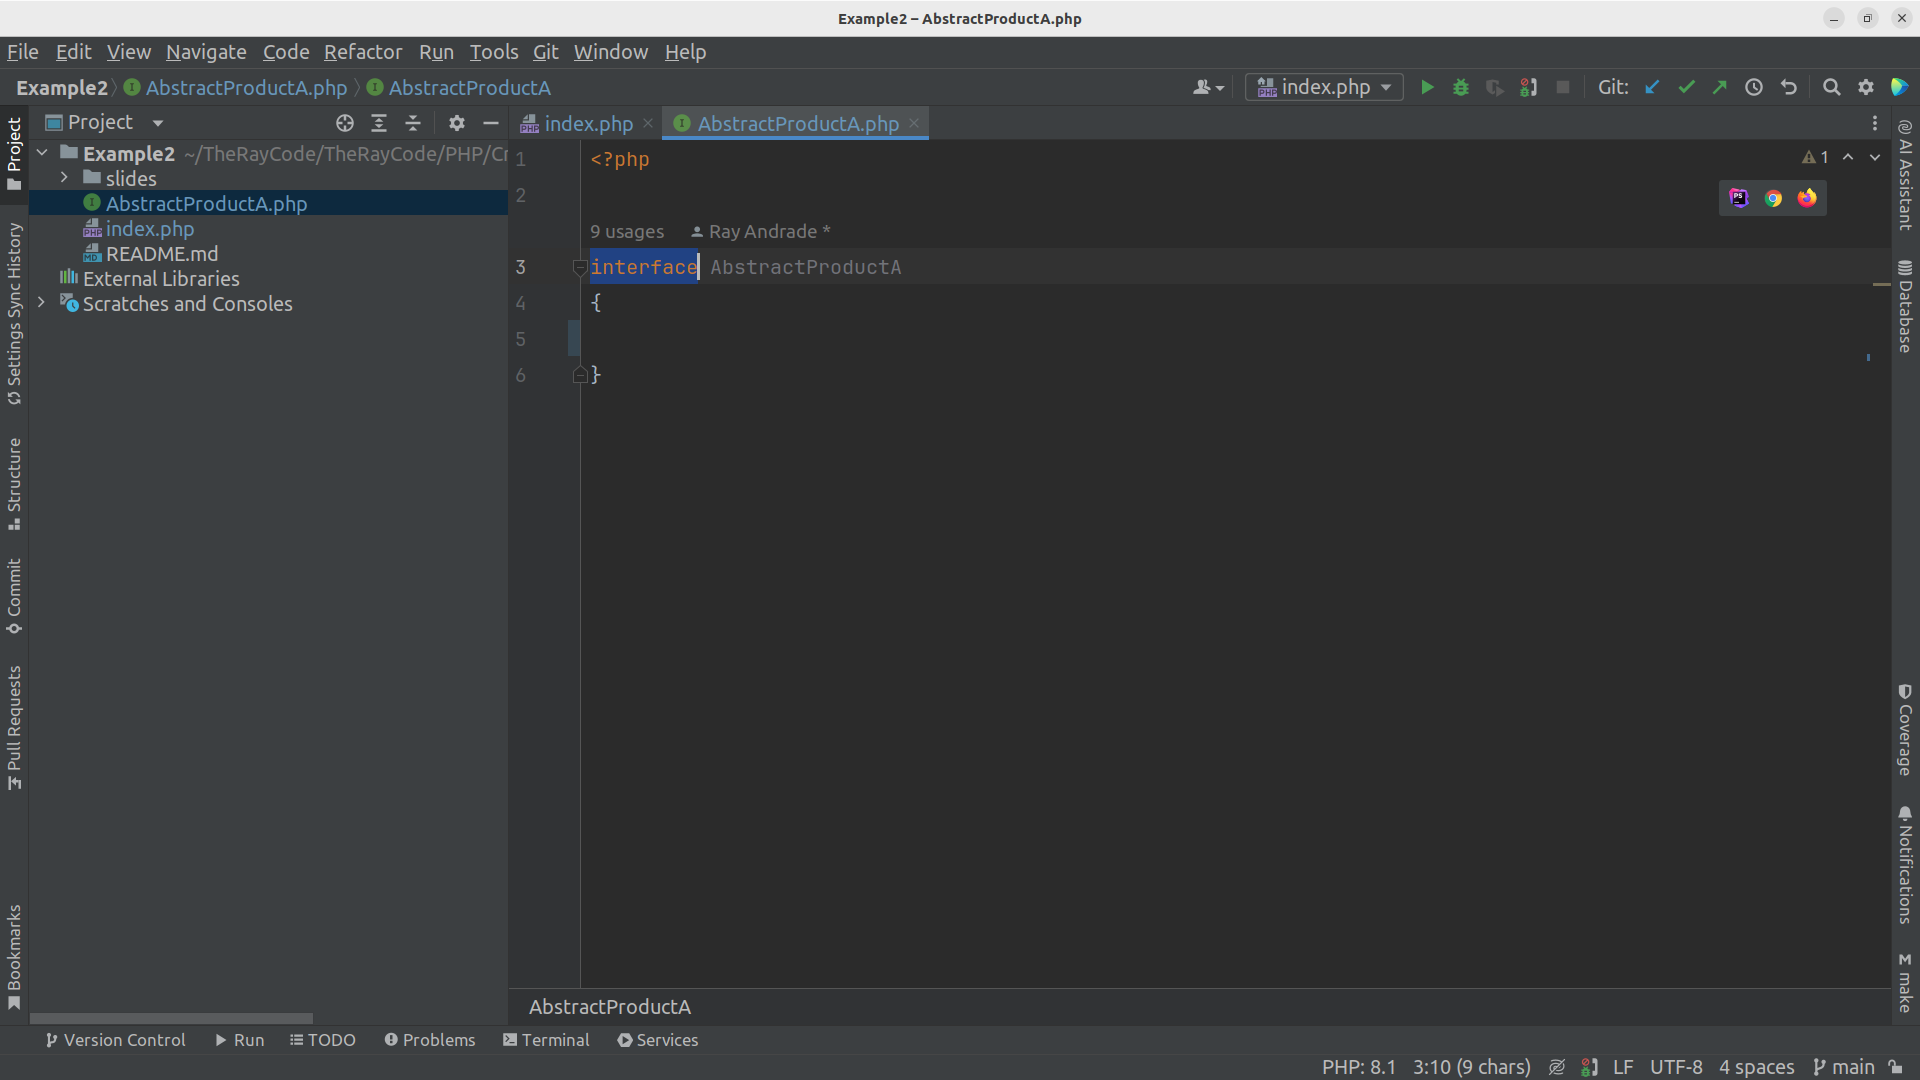 Example2 – AbstractProductA.php
File Edit View Navigate Code Refactor Run Tools Git Window Help
Example2 AbstractProductA.php AbstractProductA index.php Git:
Project
index.php AbstractProductA.php
Example2 ~/TheRayCode/TheRayCode/PHP/Cr
slides
AbstractProductA.php
index.php
README.md
External Libraries
Scratches and Consoles
1 <?php
1
2
9 usages Ray Andrade *
3 interface AbstractProductA
4 {
5
6 }
AbstractProductA
Project
Settings Sync History
Structure
Commit
Pull Requests
Bookmarks
AI Assistant
Database
Coverage
Notifications
make
Version Control Run TODO Problems Terminal Services
PHP: 8.1 3:10 (9 chars) LF UTF-8 4 spaces main